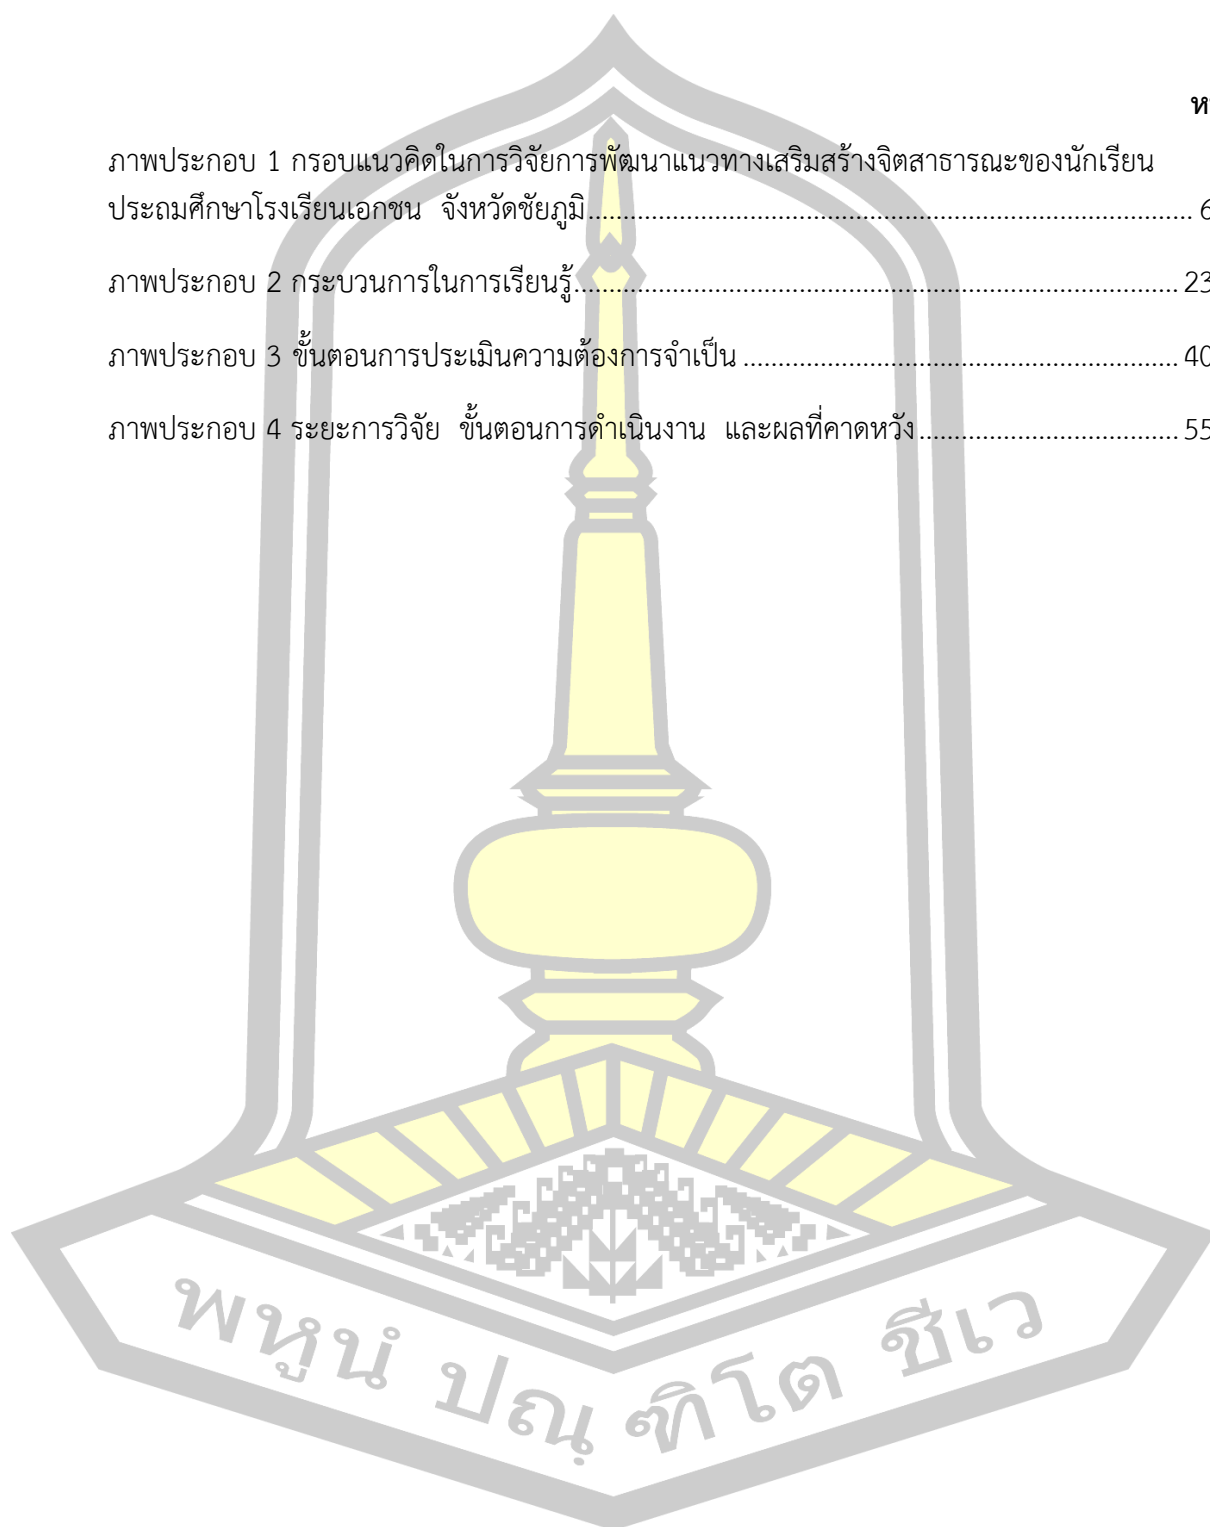 ภาพประกอบ 1 กรอบแนวคิดในการวิจัยการพัฒนาแนวทางเสริมสร้างจิตสาธารณะของนักเรียน
ประถมศึกษาโรงเรียนเอกชน จังหวัดชัยภูมิ........................................................................... 6
ภาพประกอบ 2 กระบวนการในการเรียนรู้........................................................................... 23
ภาพประกอบ 3 ขั้นตอนการประเมินความต้องการจำเป็น ...................................................... 40
ภาพประกอบ 4 ระยะการวิจัย ขั้นตอนการดำเนินงาน และผลที่คาดหวัง................................ 55
พหูนํ ปณฺฑิโต ชีเว